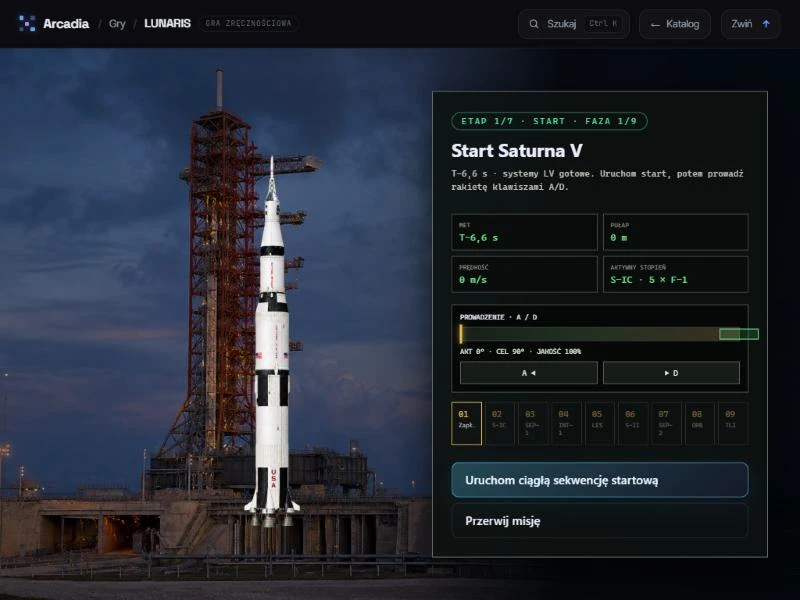 Arcadia / Gry / LUNARIS GRA ZRĘCZNOŚCIOWA Szukaj Ctrl K ← Katalog Zwiń ↑
ETAP 1/7 · START · FAZA 1/9
Start Saturna V
T−6,6 s · systemy LV gotowe. Uruchom start, potem prowadź
rakietę klawiszami A/D.
MET
T−6,6 s
PUŁAP
0 m
PRĘDKOŚĆ
0 m/s
AKTYWNY STOPIEŃ
S-IC · 5 × F-1
PROWADZENIE · A / D
AKT 0° · CEL 90° · JAKOŚĆ 100%
A ◄
► D
01 02 03 04 05 06 07 08 09
Zapł. S-IC SEP- INT- LES S-II SEP- ORB TLI
1 1 2
Uruchom ciągłą sekwencję startową
Przerwij misję
USA